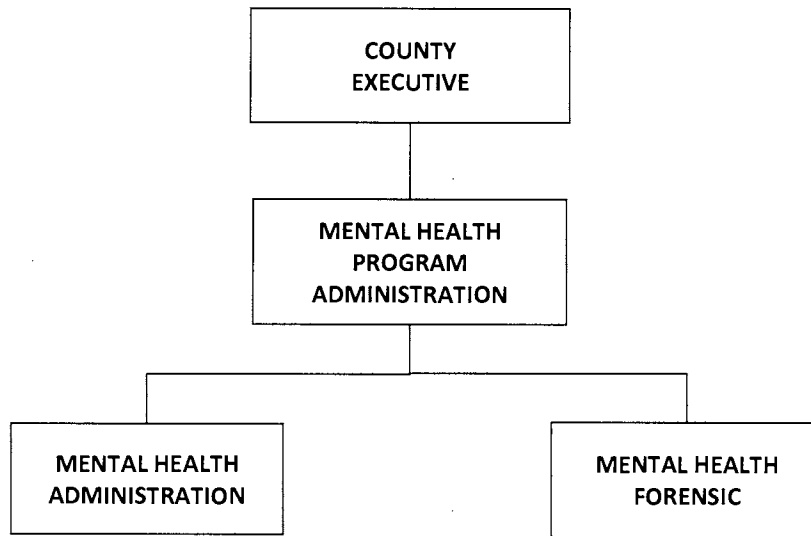 COUNTY
EXECUTIVE
MENTAL HEALTH
PROGRAM
ADMINISTRATION
MENTAL HEALTH
ADMINISTRATION
MENTAL HEALTH
FORENSIC